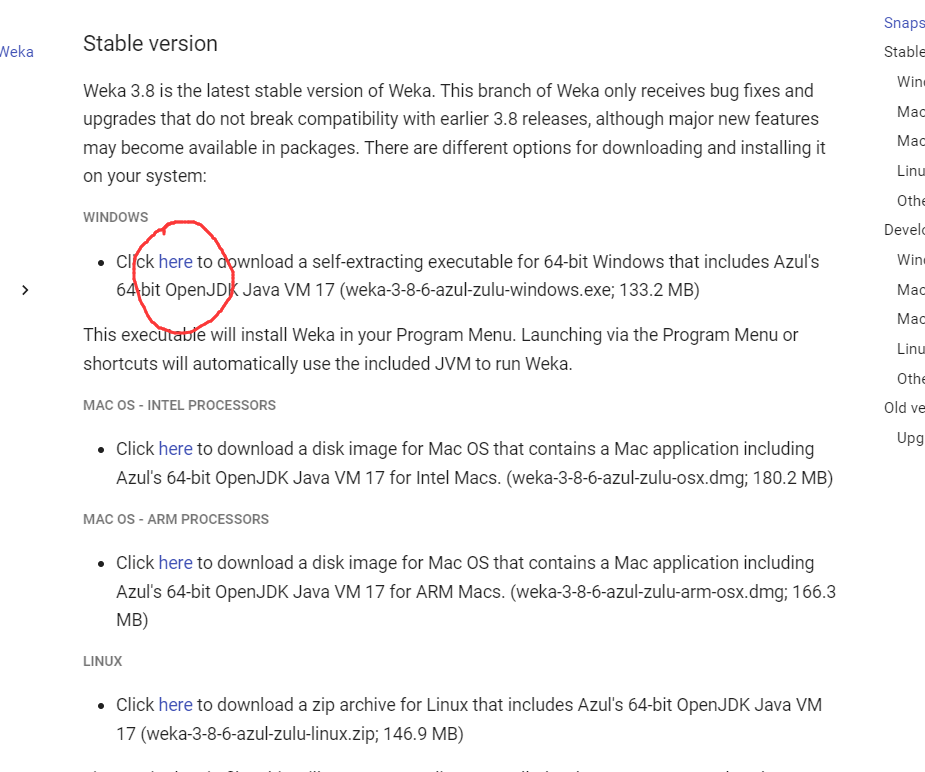 Weka
Stable version
Weka 3.8 is the latest stable version of Weka. This branch of Weka only receives bug fixes and
upgrades that do not break compatibility with earlier 3.8 releases, although major new features
may become available in packages. There are different options for downloading and installing it
on your system:
WINDOWS
Click here to download a self-extracting executable for 64-bit Windows that includes Azul's
64-bit OpenJDK Java VM 17 (weka-3-8-6-azul-zulu-windows.exe; 133.2 MB)
This executable will install Weka in your Program Menu. Launching via the Program Menu or
shortcuts will automatically use the included JVM to run Weka.
MAC OS - INTEL PROCESSORS
Click here to download a disk image for Mac OS that contains a Mac application including
Azul's 64-bit OpenJDK Java VM 17 for Intel Macs. (weka-3-8-6-azul-zulu-osx.dmg; 180.2 MB)
MAC OS - ARM PROCESSORS
Click here to download a disk image for Mac OS that contains a Mac application including
Azul's 64-bit OpenJDK Java VM 17 for ARM Macs. (weka-3-8-6-azul-zulu-arm-osx.dmg; 166.3
MB)
LINUX
Click here to download a zip archive for Linux that includes Azul's 64-bit OpenJDK Java VM
17 (weka-3-8-6-azul-zulu-linux.zip; 146.9 MB)
Snaps
Stable
Win
Mac
Mac
Linu
Othe
Develo
Win
Mac
Mac
Linu
Othe
Old ve
Upg